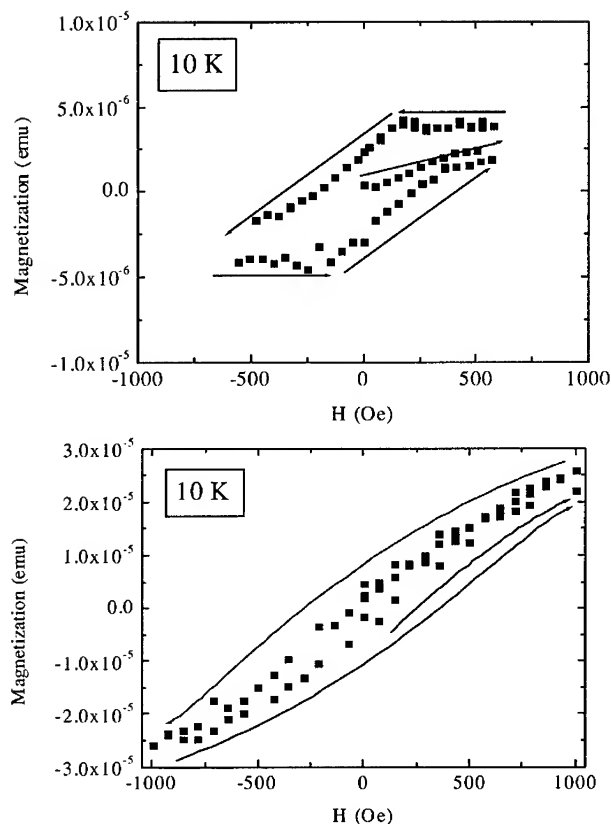 1.0x10⁻⁵
10 K
5.0x10⁻⁶
0.0
-5.0x10⁻⁶
-1.0x10⁻⁵
Magnetization (emu)
-1000 -500 0 500 1000
H (Oe)
3.0x10⁻⁵
10 K
2.0x10⁻⁵
1.0x10⁻⁵
0.0
-1.0x10⁻⁵
-2.0x10⁻⁵
-3.0x10⁻⁵
Magnetization (emu)
-1000 -500 0 500 1000
H (Oe)